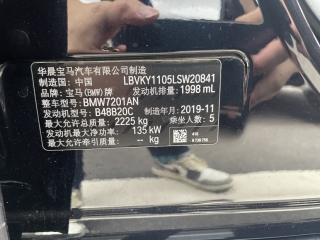 华晨宝马汽车有限公司制造
制造国：中国 LBVKY1105LSW20841
品牌：宝马(BMW)牌 发动机排量：1998 mL
整车型号：BMW7201AN
发动机型号：B48B20C 制造年月：2019-11
最大允许总质量：2225 kg 乘坐人数：5
发动机最大净功率：135 kW
最大允许牵引质量：-- kg